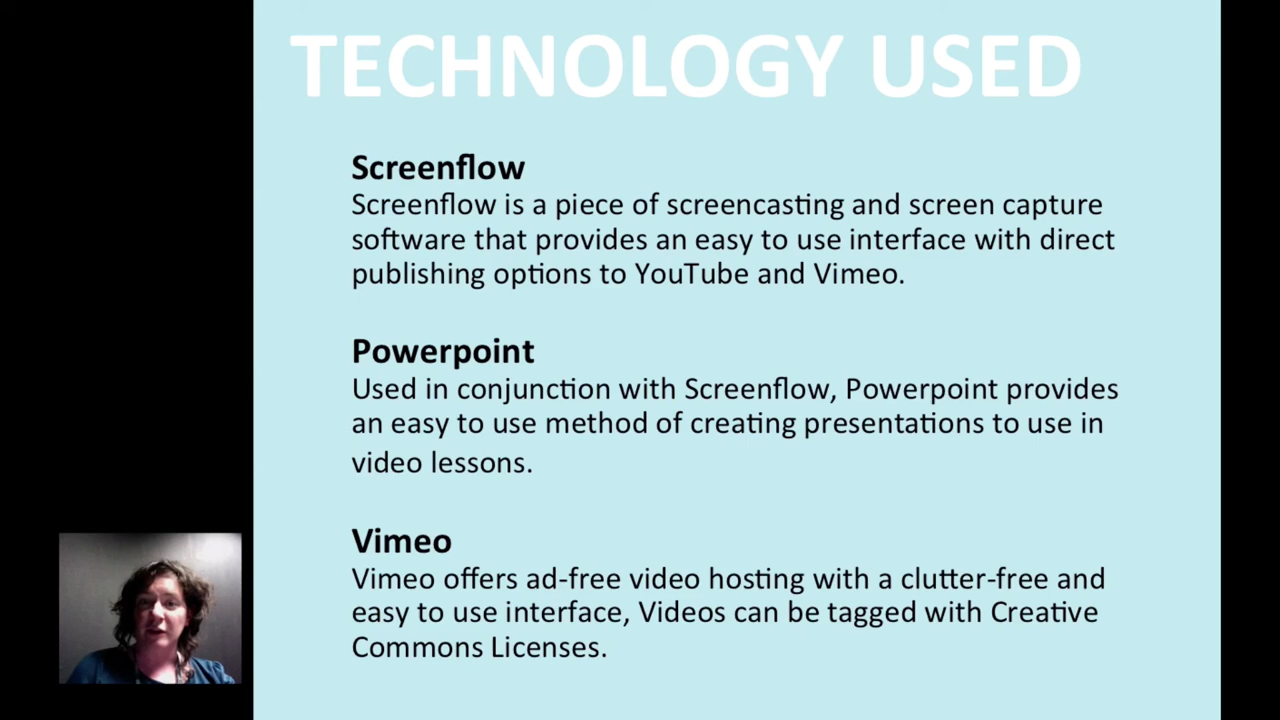 TECHNOLOGY USED
Screenflow
Screenflow is a piece of screencasting and screen capture
software that provides an easy to use interface with direct
publishing options to YouTube and Vimeo.
Powerpoint
Used in conjunction with Screenflow, Powerpoint provides
an easy to use method of creating presentations to use in
video lessons.
Vimeo
Vimeo offers ad-free video hosting with a clutter-free and
easy to use interface, Videos can be tagged with Creative
Commons Licenses.